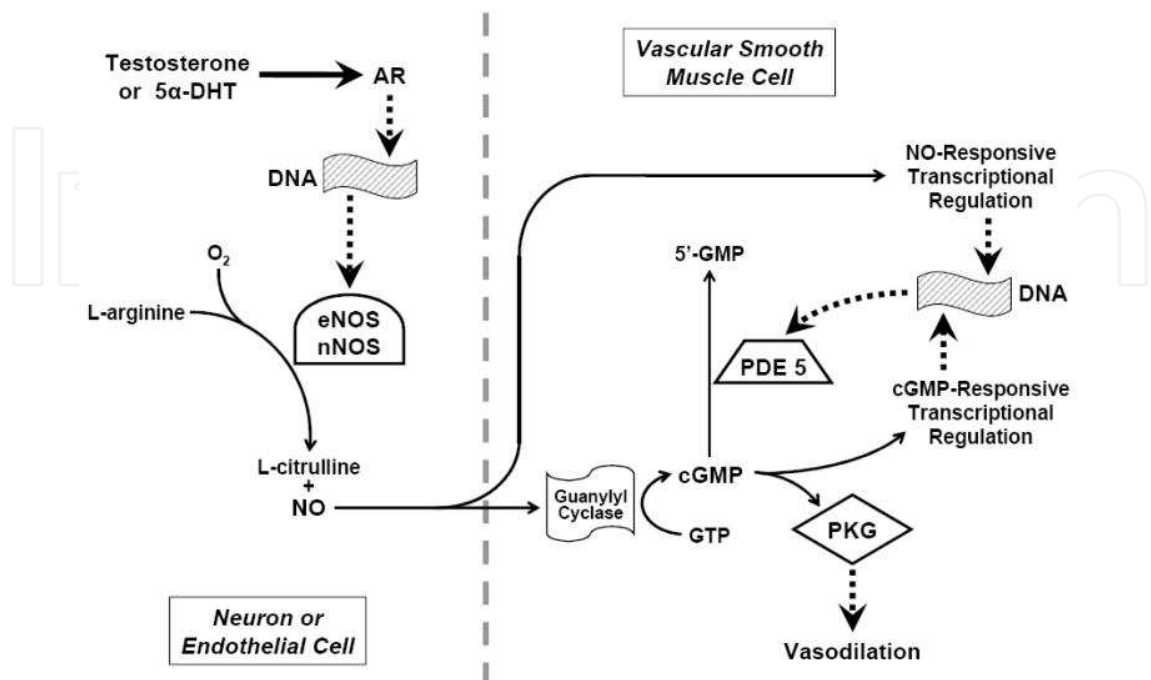 Testosterone
or 5α-DHT
AR
DNA
O₂
L-arginine
eNOS
nNOS
L-citrulline
+
NO
Neuron or
Endothelial Cell
Vascular Smooth
Muscle Cell
NO-Responsive
Transcriptional
Regulation
5'-GMP
DNA
PDE 5
cGMP-Responsive
Transcriptional
Regulation
Guanylyl
Cyclase
cGMP
GTP
PKG
Vasodilation